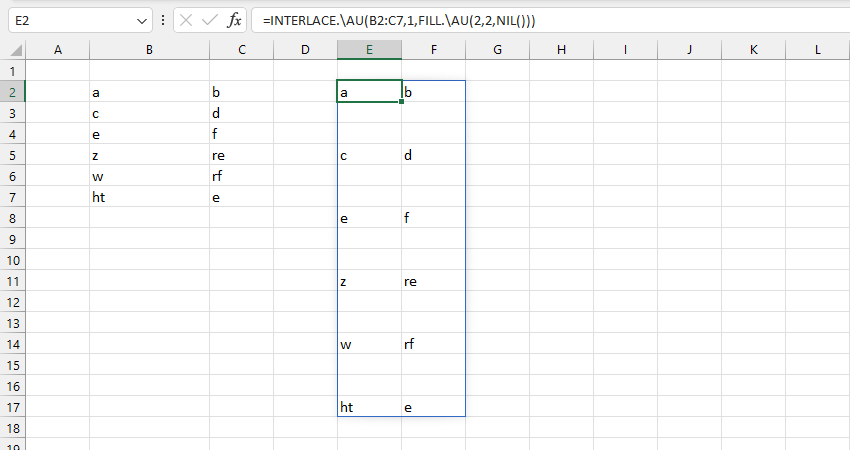 E2 fx =INTERLACE.\AU(B2:C7,1,FILL.\AU(2,2,NIL()))
A B C D E F G H I J K L
1
2 a b a b
3 c d
4 e f
5 z re c d
6 w rf
7 ht e
8 e f
9
10
11 z re
12
13
14 w rf
15
16
17 ht e
18
19